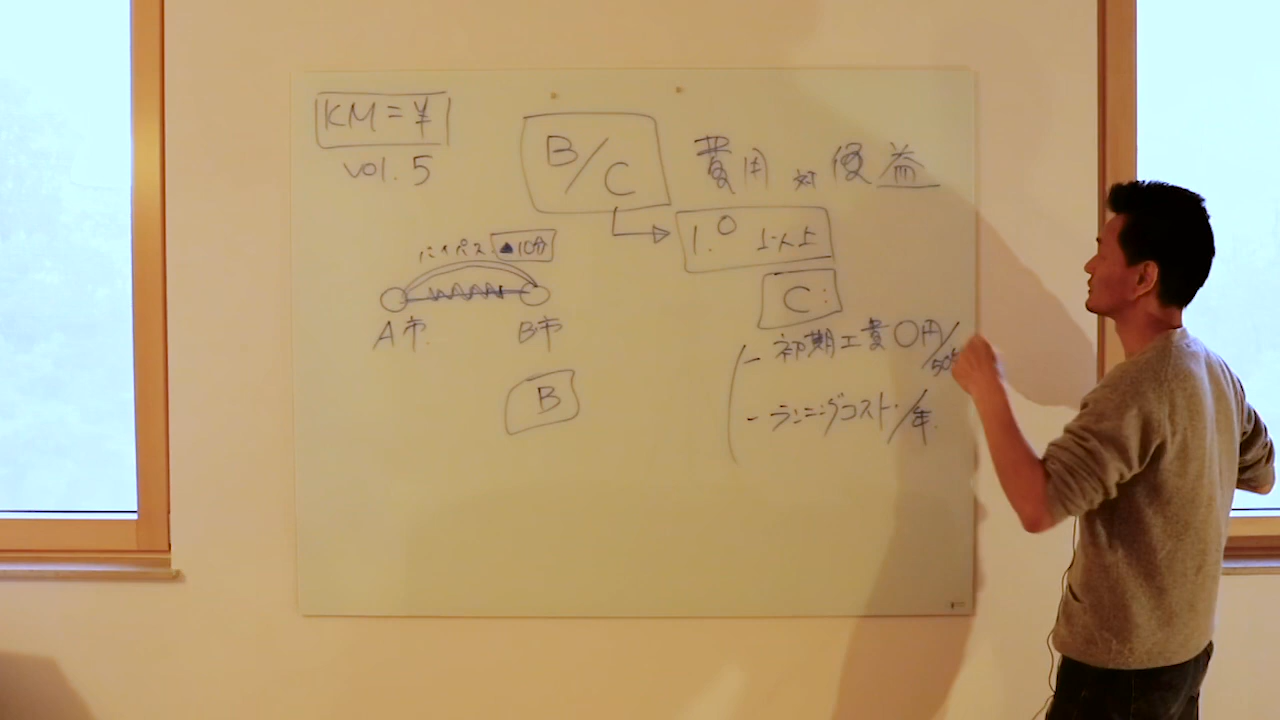 KM=¥
vol. 5
B/C
費用 対 便益
1.0 以上
バイパス: ▲10分
A市
B市
B
C:
- 初期工費 〇円/50年
- ランニングコスト /年